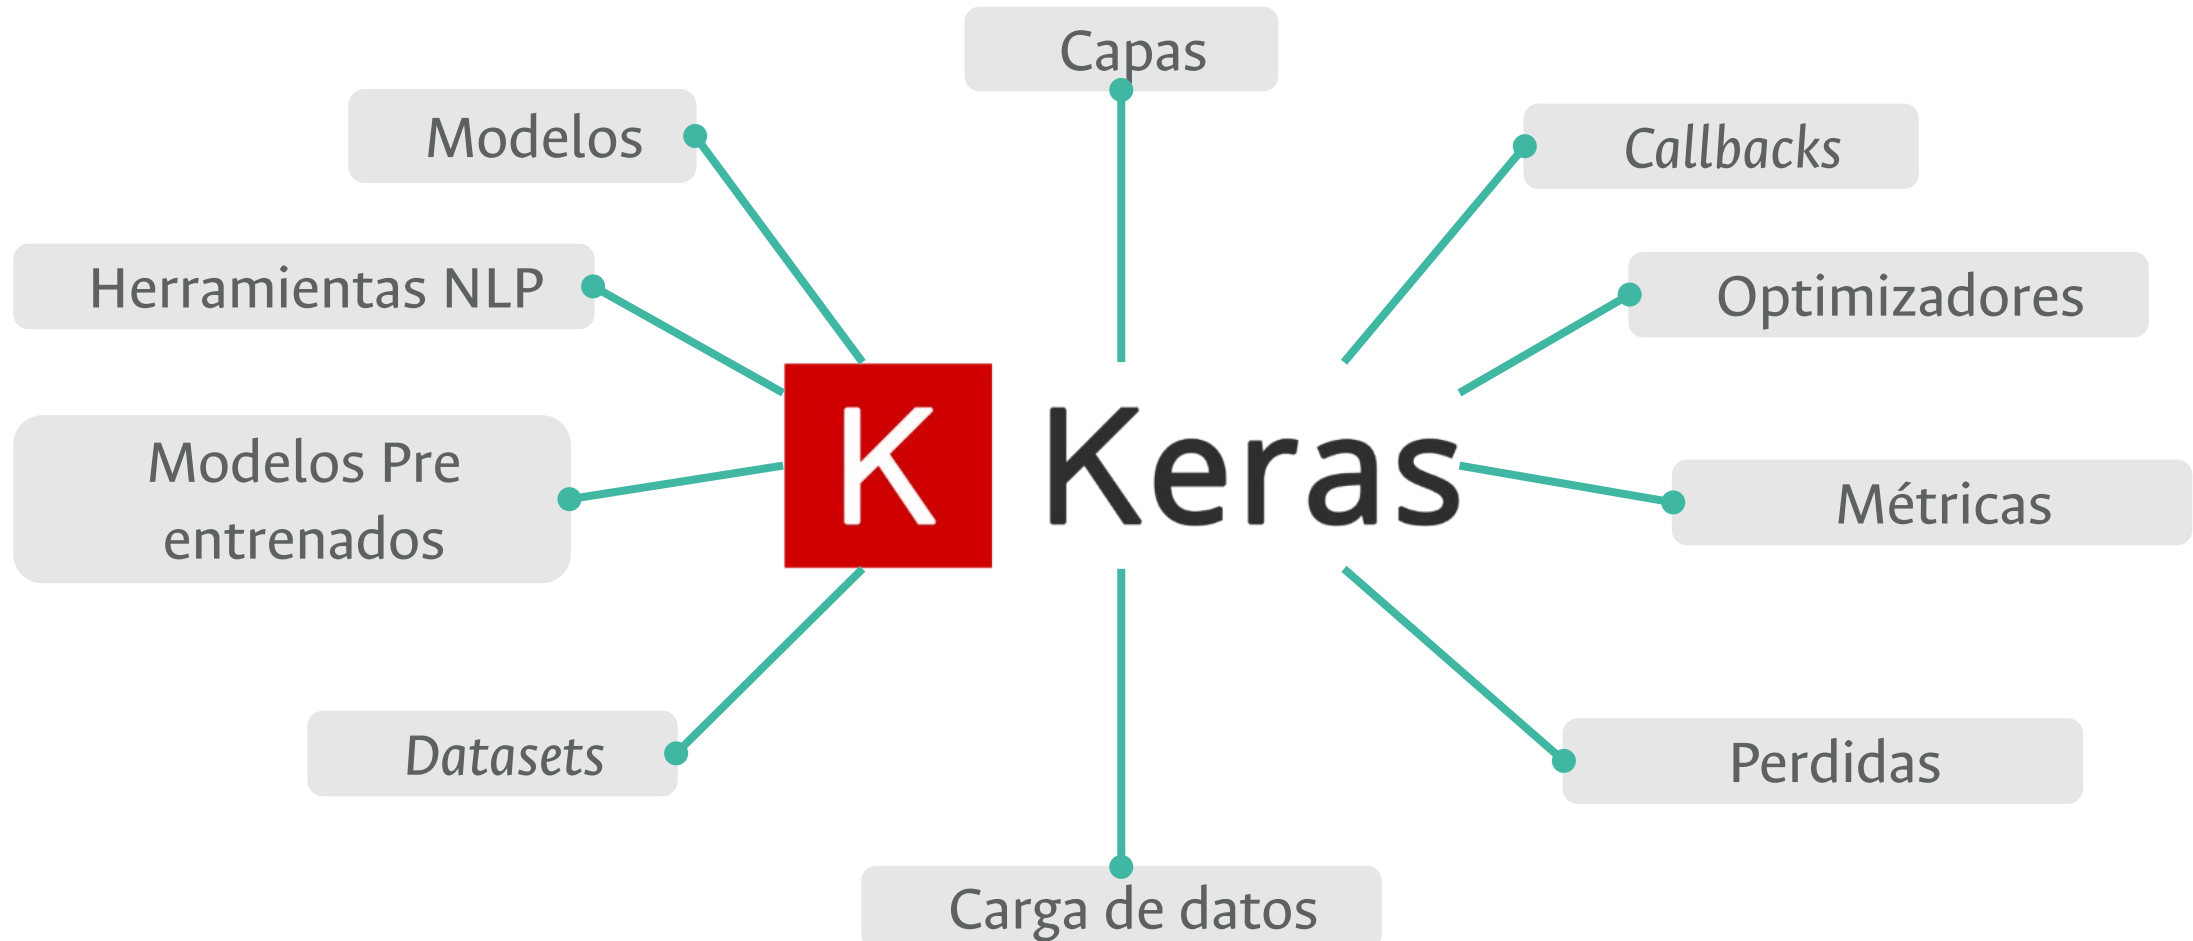 Capas
Modelos
Callbacks
Herramientas NLP
Optimizadores
K Keras
Modelos Pre
entrenados
Métricas
Datasets
Perdidas
Carga de datos